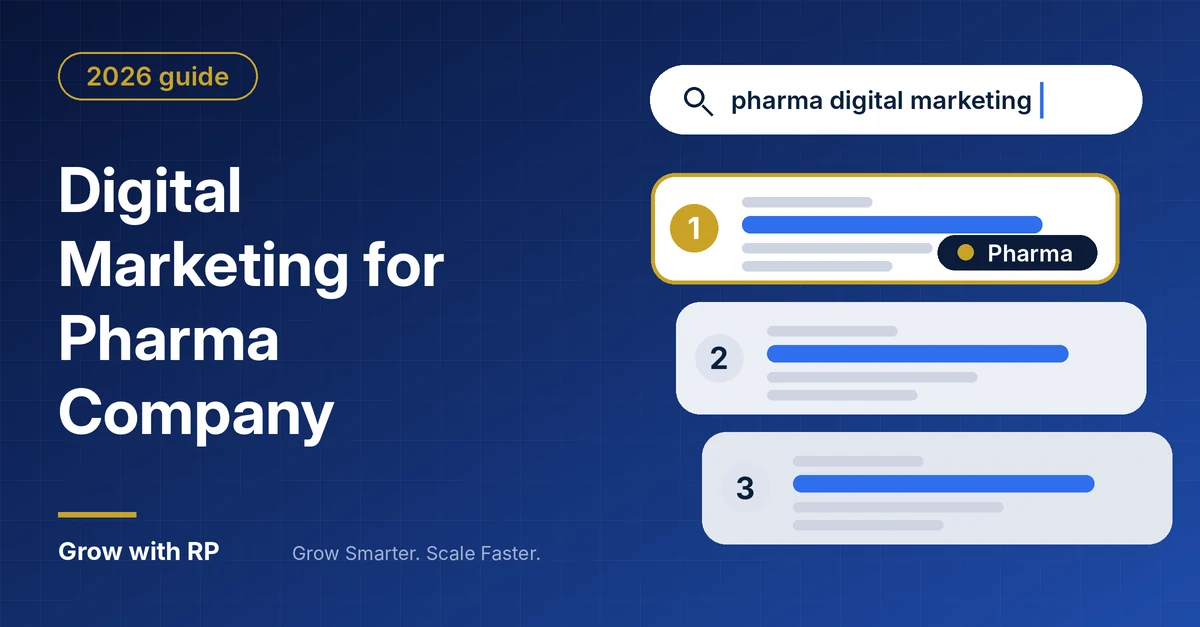 2026 guide
Digital
Marketing for
Pharma
Company
Grow with RP
Grow Smarter. Scale Faster.
pharma digital marketing
1
Pharma
2
3